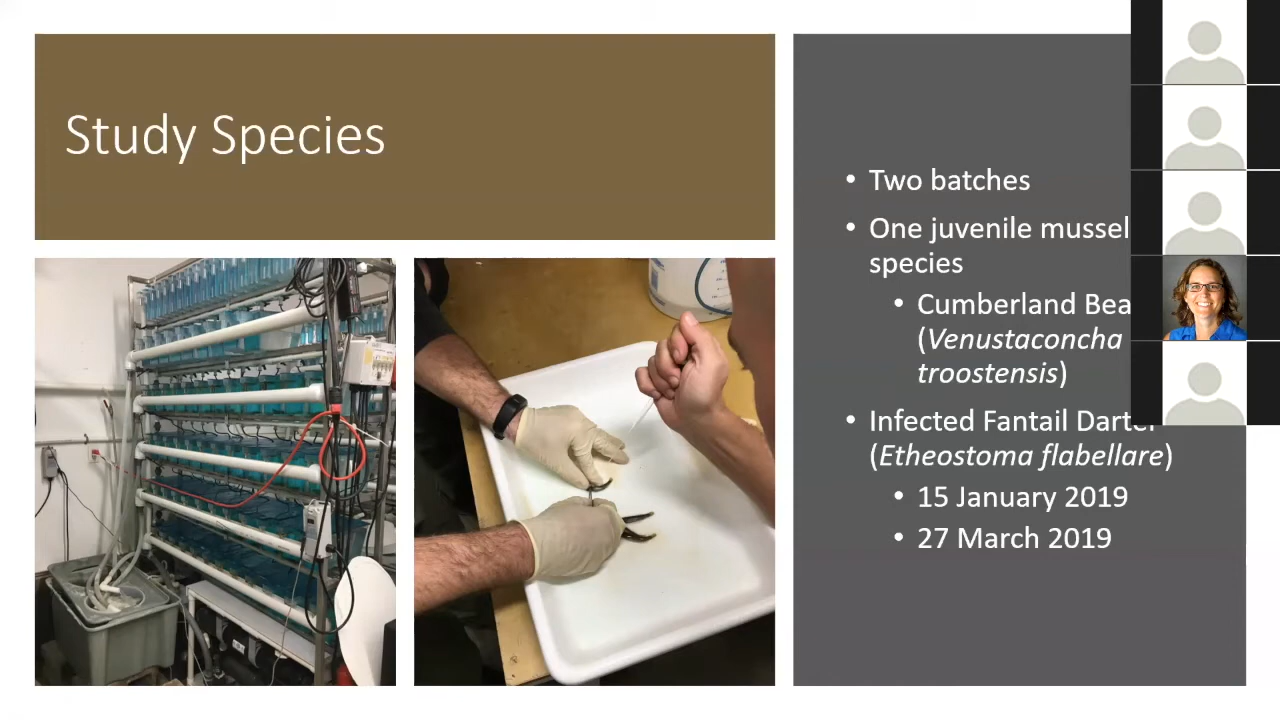 Study Species
• Two batches
• One juvenile mussel
species
• Cumberland Bea
(Venustaconcha
troostensis)
• Infected Fantail Darter
(Etheostoma flabellare)
• 15 January 2019
• 27 March 2019